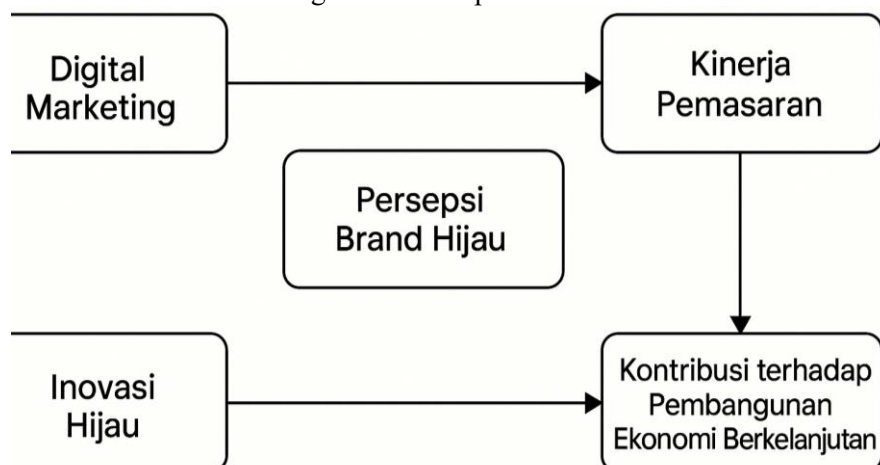 Digital
Marketing
Kinerja
Pemasaran
Persepsi
Brand Hijau
Inovasi
Hijau
Kontribusi terhadap
Pembangunan
Ekonomi Berkelanjutan